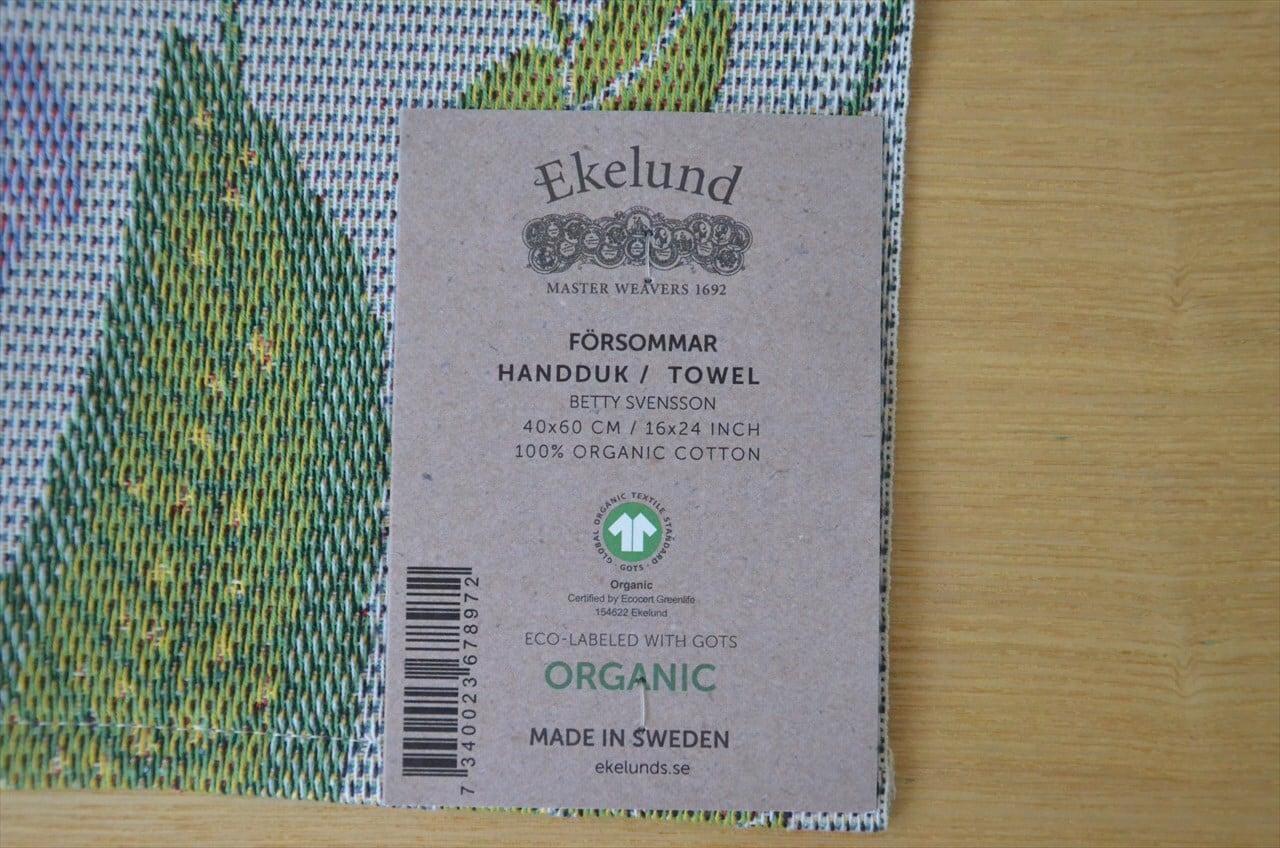 Ekelund
MASTER WEAVERS 1692
FÖRSOMMAR
HANDDUK / TOWEL
BETTY SVENSSON
40x60 CM / 16x24 INCH
100% ORGANIC COTTON
GLOBAL ORGANIC TEXTILE STANDARD
· GOTS ·
Organic
Certified by Ecocert Greenlife
154622 Ekelund
ECO-LABELED WITH GOTS
ORGANIC
MADE IN SWEDEN
ekelunds.se
7 340023 678972